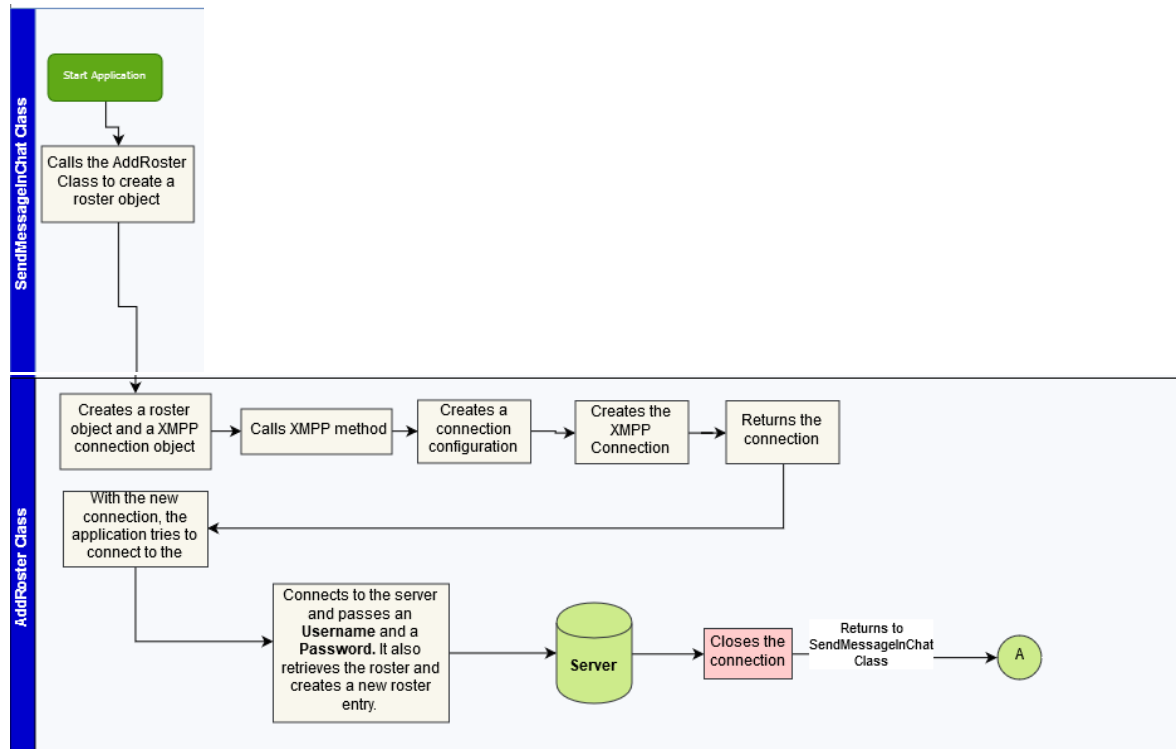 SendMessageInChat Class
Start Application
Calls the AddRoster
Class to create a
roster object
AddRoster Class
Creates a roster
object and a XMPP
connection object
Calls XMPP method
Creates a
connection
configuration
Creates the
XMPP
Connection
Returns the
connection
With the new
connection, the
application tries to
connect to the
Connects to the server
and passes an
Username and a
Password. It also
retrieves the roster and
creates a new roster
entry.
Server
Closes the
connection
Returns to
SendMessageInChat
Class
A